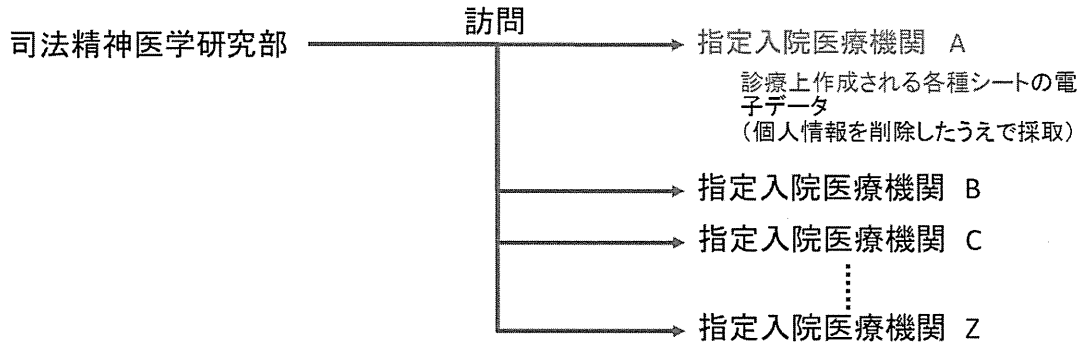 訪問
司法精神医学研究部
指定入院医療機関 A
診療上作成される各種シートの電
子データ
(個人情報を削除したうえで採取)
指定入院医療機関 B
指定入院医療機関 C
指定入院医療機関 Z